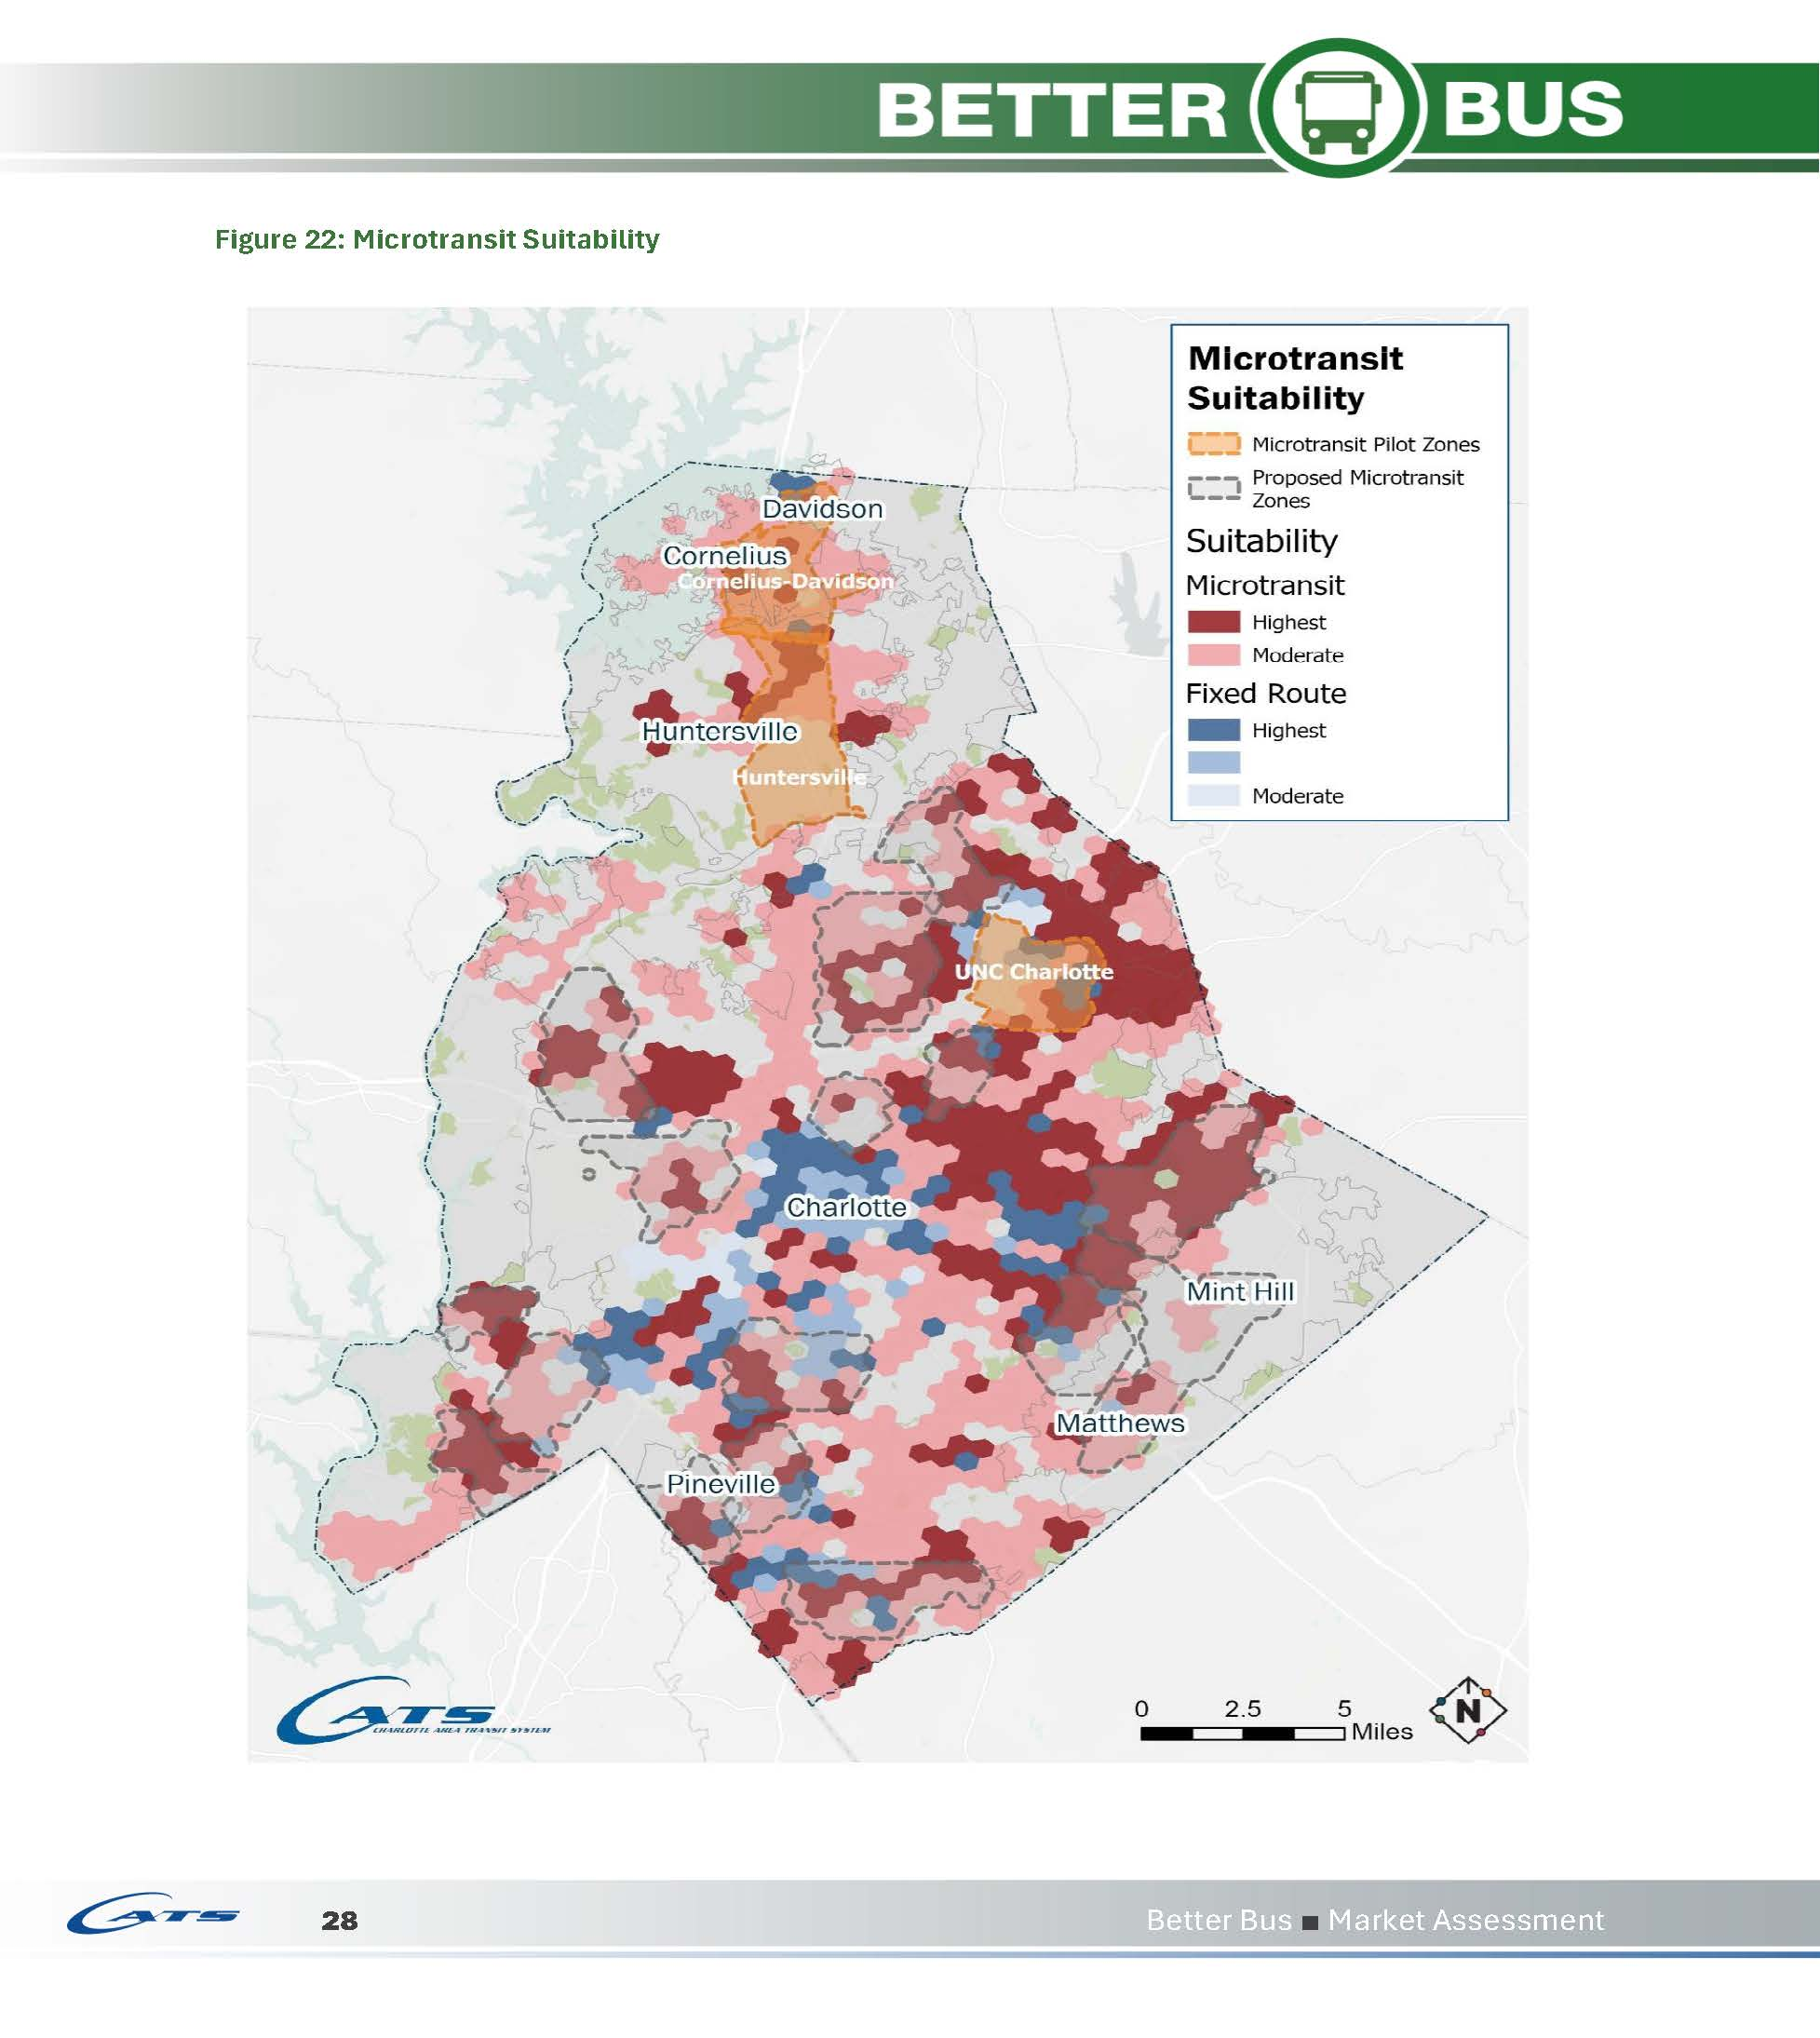 BETTER BUS
Figure 22: Microtransit Suitability
Microtransit
Suitability
Microtransit Pilot Zones
Proposed Microtransit
Zones
Suitability
Microtransit
Highest
Moderate
Fixed Route
Highest
Moderate
Davidson
Cornelius
Cornelius-Davidson
Huntersville
Huntersville
UNC Charlotte
Charlotte
Mint Hill
Matthews
Pineville
CATS
CHARLOTTE AREA TRANSIT SYSTEM
0 2.5 5
Miles
N
CATS
28
Better Bus ■ Market Assessment